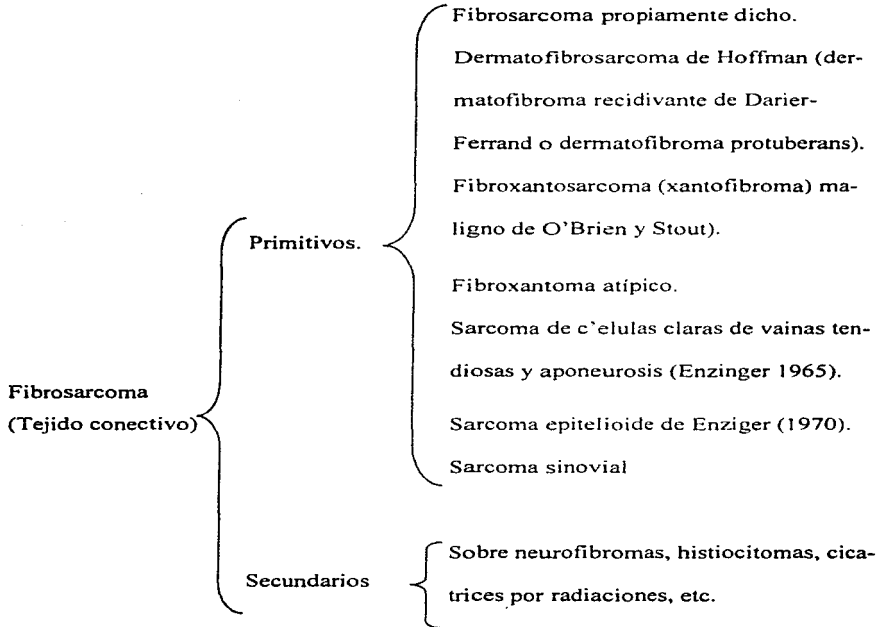 Fibrosarcoma
(Tejido conectivo)
Primitivos.
Fibrosarcoma propiamente dicho.
Dermatofibrosarcoma de Hoffman (der-
matofibroma recidivante de Darier-
Ferrand o dermatofibroma protuberans).
Fibroxantosarcoma (xantofibroma) ma-
ligno de O'Brien y Stout).
Fibroxantoma atípico.
Sarcoma de c'elulas claras de vainas ten-
diosas y aponeurosis (Enzinger 1965).
Sarcoma epitelioide de Enziger (1970).
Sarcoma sinovial
Secundarios
Sobre neurofibromas, histiocitomas, cica-
trices por radiaciones, etc.